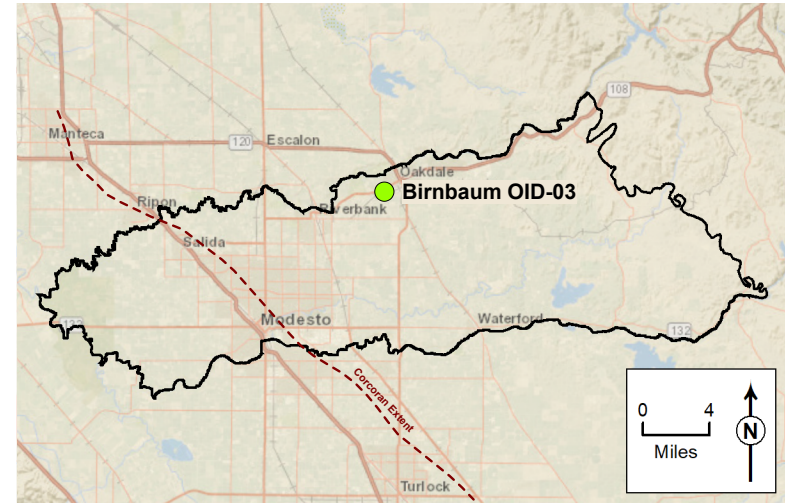 108
Manteca
120
Escalon
Oakdale
Birnbaum OID-03
Ripon
Riverbank
Salida
Waterford
Modesto
132
132
Corcoran Extent
Turlock
0 4
Miles
N